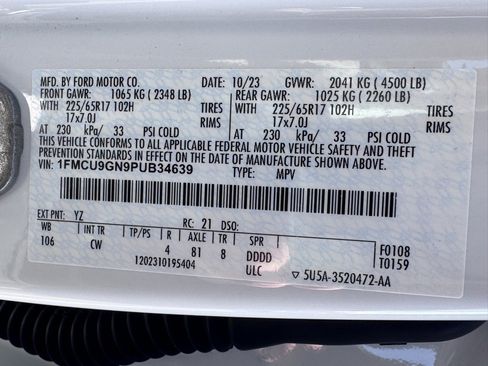 MFD. BY FORD MOTOR CO. DATE: 10/23 GVWR: 2041 KG ( 4500 LB)
FRONT GAWR: 1065 KG ( 2348 LB) REAR GAWR: 1025 KG ( 2260 LB)
WITH 225/65R17 102H TIRES WITH 225/65R17 102H TIRES
17x7.0J RIMS 17x7.0J RIMS
AT 230 kPa/ 33 PSI COLD AT 230 kPa/ 33 PSI COLD
THIS VEHICLE CONFORMS TO ALL APPLICABLE FEDERAL MOTOR VEHICLE SAFETY AND THEFT
PREVENTION STANDARDS IN EFFECT ON THE DATE OF MANUFACTURE SHOWN ABOVE.
VIN: 1FMCU9GN9PUB34639 TYPE: MPV
EXT PNT: YZ RC: 21 DSO:
WB INT TR TP/PS R AXLE TR SPR F0108
106 CW 4 81 8 DDDD T0159
ULC
1202310195404 ▽ 5U5A-3520472-AA